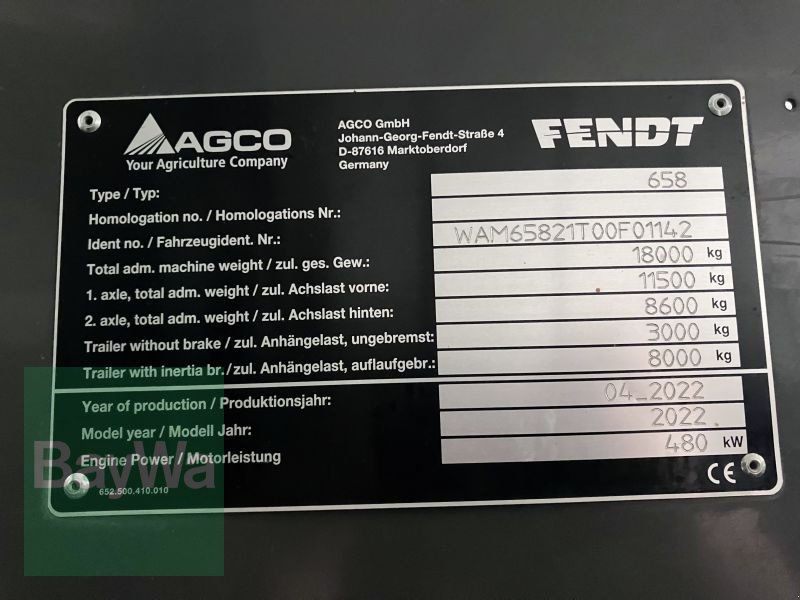 AGCO
Your Agriculture Company
AGCO GmbH
Johann-Georg-Fendt-Straße 4
D-87616 Marktoberdorf
Germany
FENDT
Type / Typ: 658
Homologation no. / Homologations Nr.:
Ident no. / Fahrzeugident. Nr.: WAM65821T00F01142
Total adm. machine weight / zul. ges. Gew.: 18000 kg
1. axle, total adm. weight / zul. Achslast vorne: 11500 kg
2. axle, total adm. weight / zul. Achslast hinten: 8600 kg
Trailer without brake / zul. Anhängelast, ungebremst: 3000 kg
Trailer with inertia br. / zul. Anhängelast, auflaufgebr.: 8000 kg
Year of production / Produktionsjahr: 04_2022
Model year / Modell Jahr: 2022
Engine Power / Motorleistung 480 kW
652.500.410.010
CE
BayWa